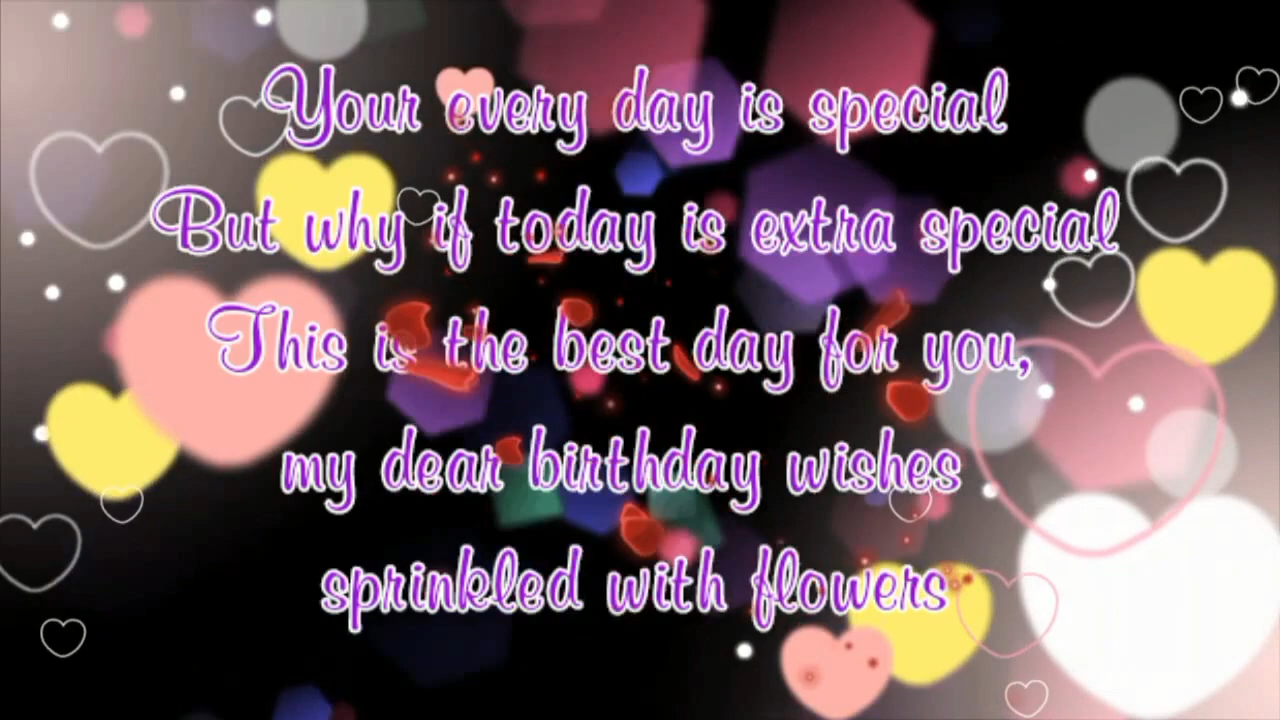 Your every day is special
But why if today is extra special
This is the best day for you,
my dear birthday wishes
sprinkled with flowers